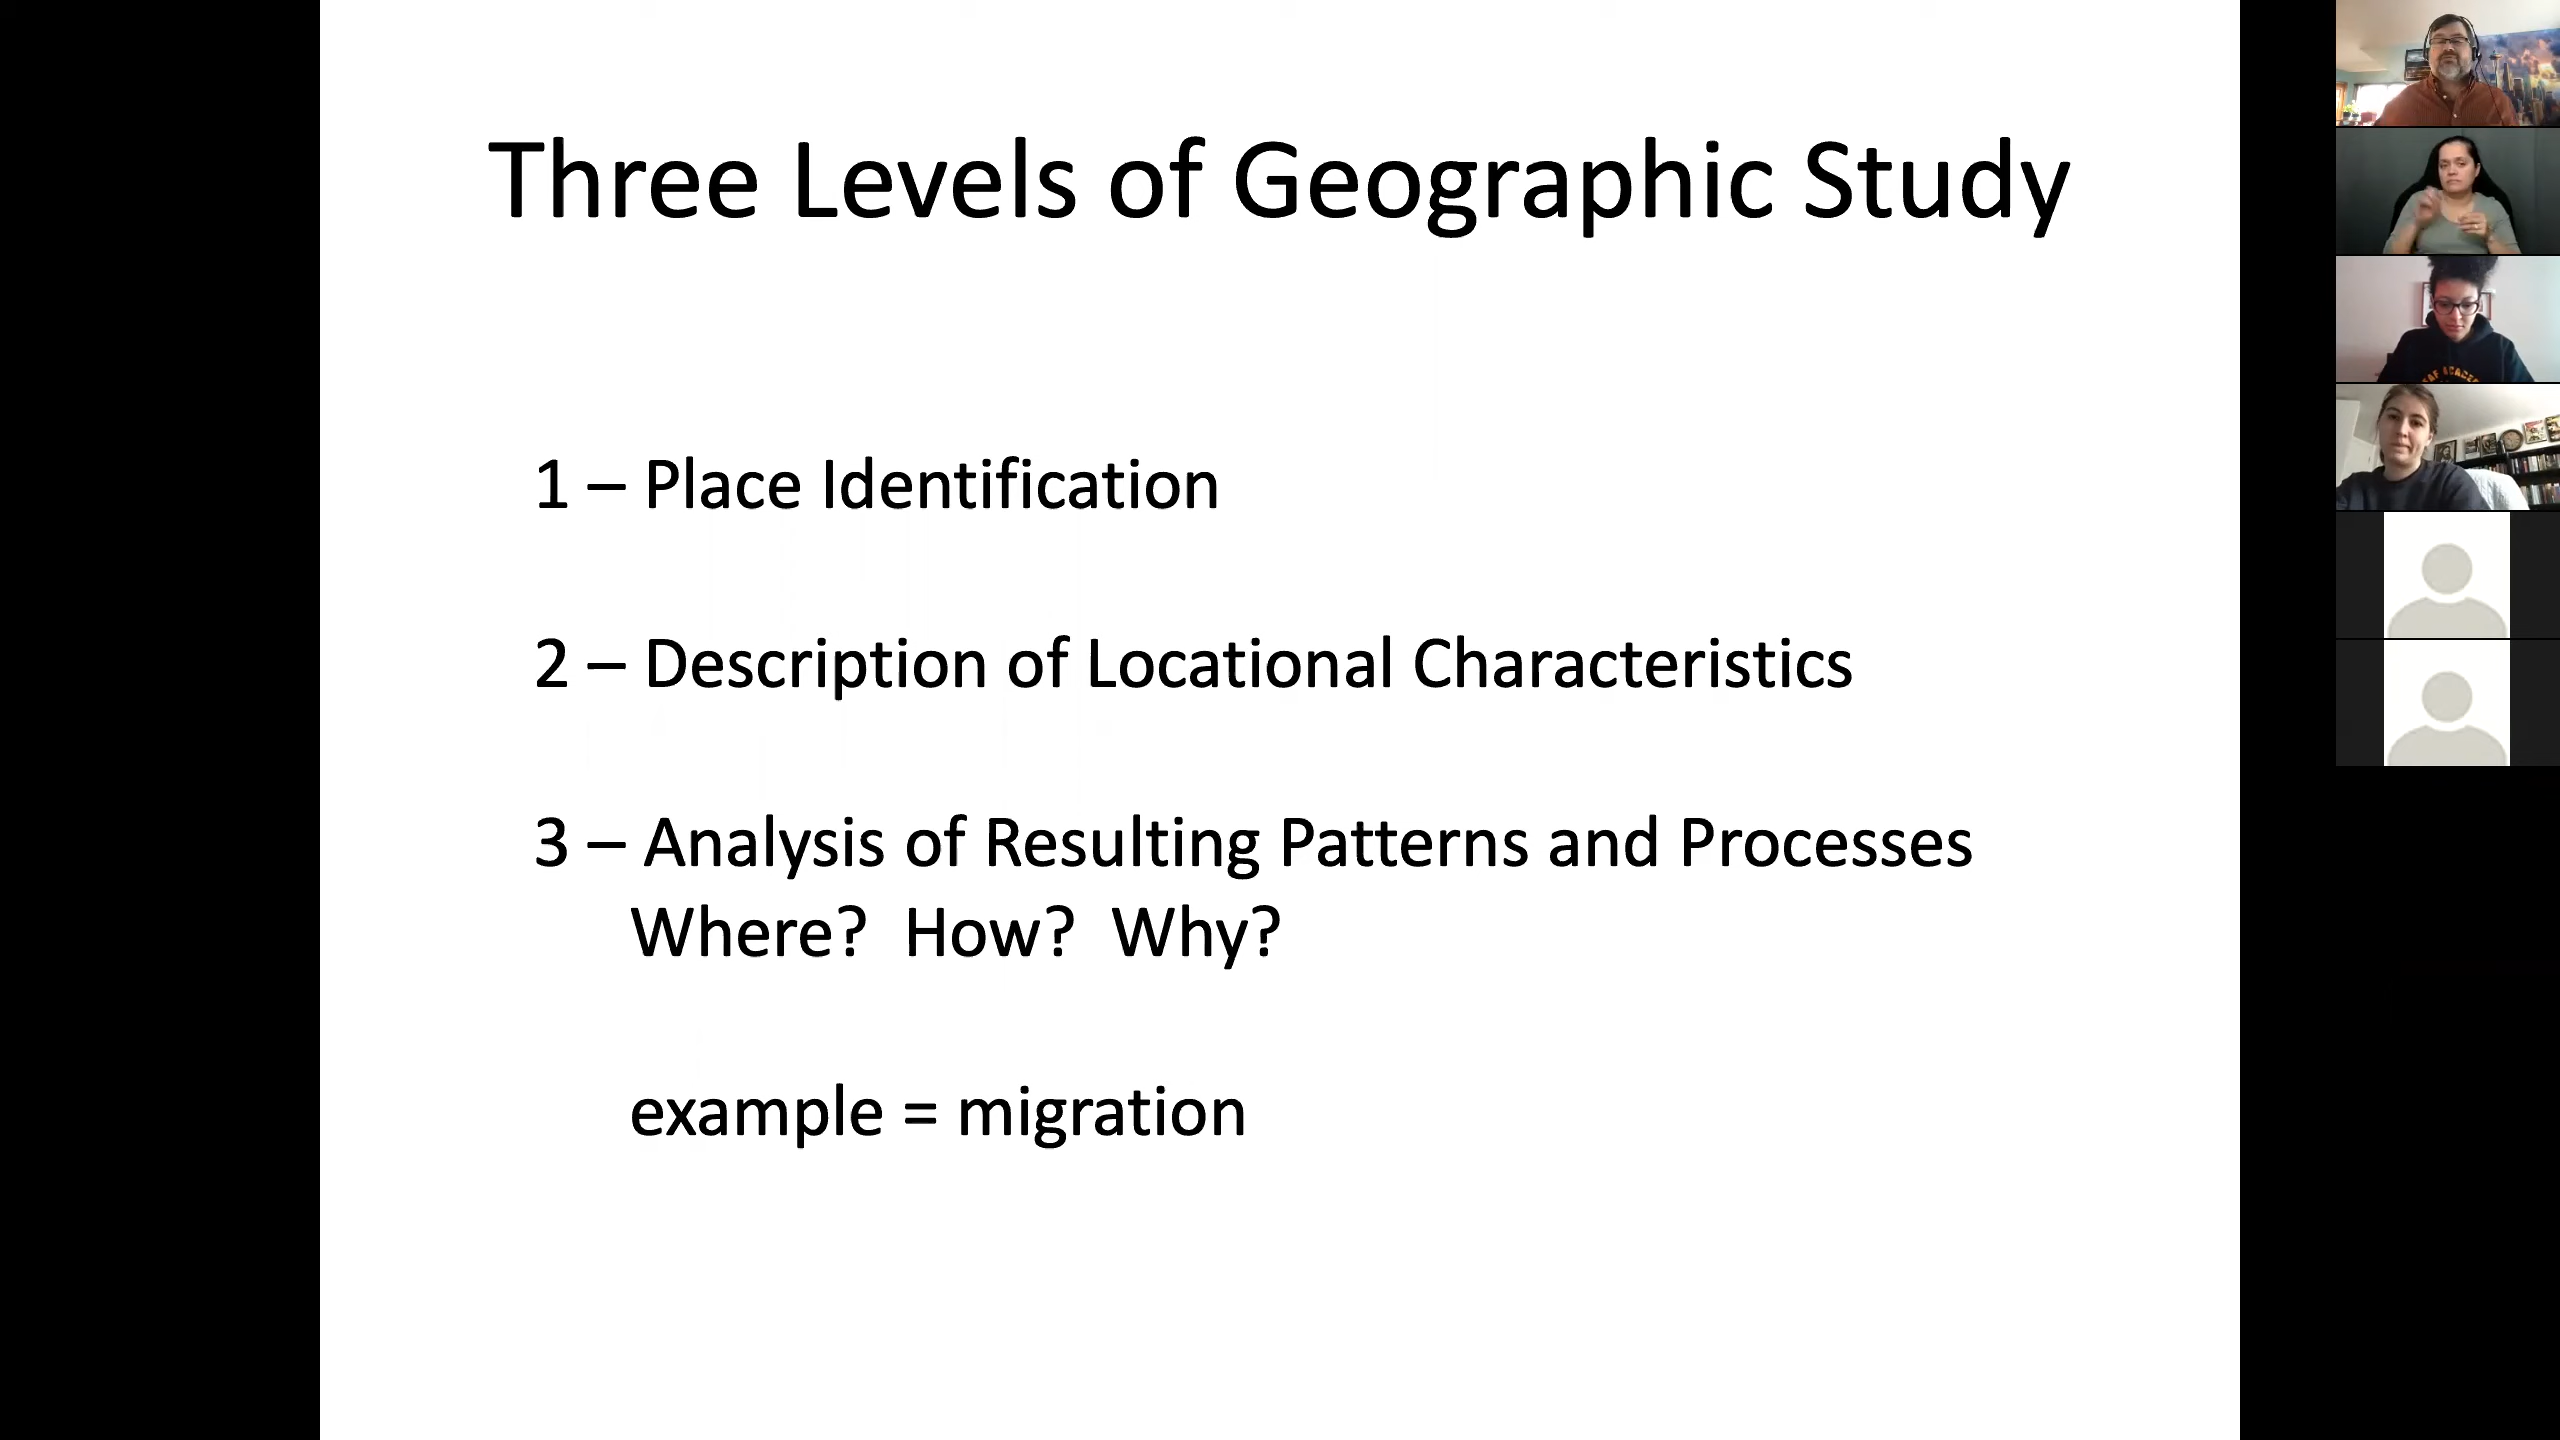 Three Levels of Geographic Study
1 – Place Identification
2 – Description of Locational Characteristics
3 – Analysis of Resulting Patterns and Processes
Where?  How?  Why?
example = migration